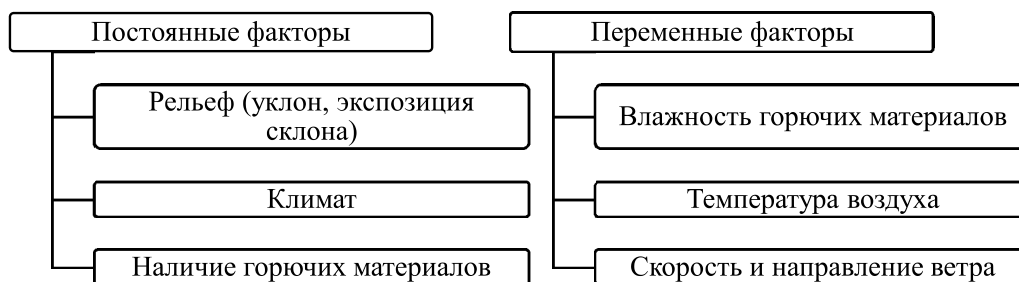 Постоянные факторы
Рельеф (уклон, экспозиция
склона)
Климат
Наличие горючих материалов
Переменные факторы
Влажность горючих материалов
Температура воздуха
Скорость и направление ветра